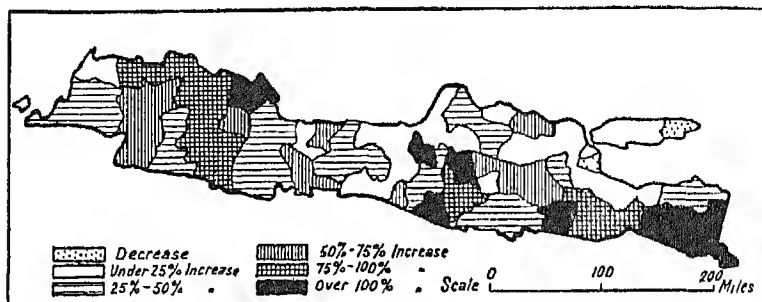 Decrease
Under 25% Increase
25%-50% "
50%-75% Increase
75%-100% "
Over 100% "
Scale 0 100 200 Miles